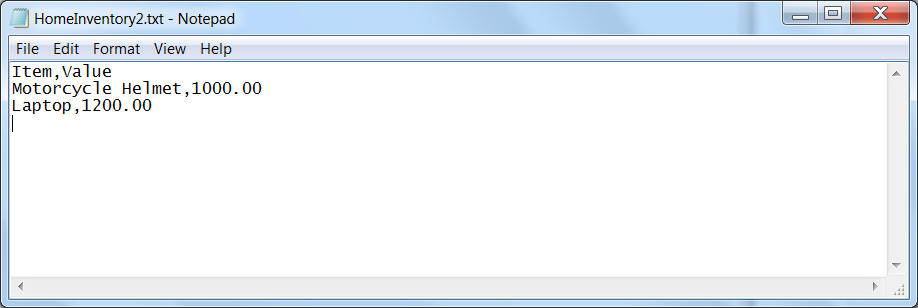 HomeInventory2.txt - Notepad
File Edit Format View Help
Item,Value
Motorcycle Helmet,1000.00
Laptop,1200.00